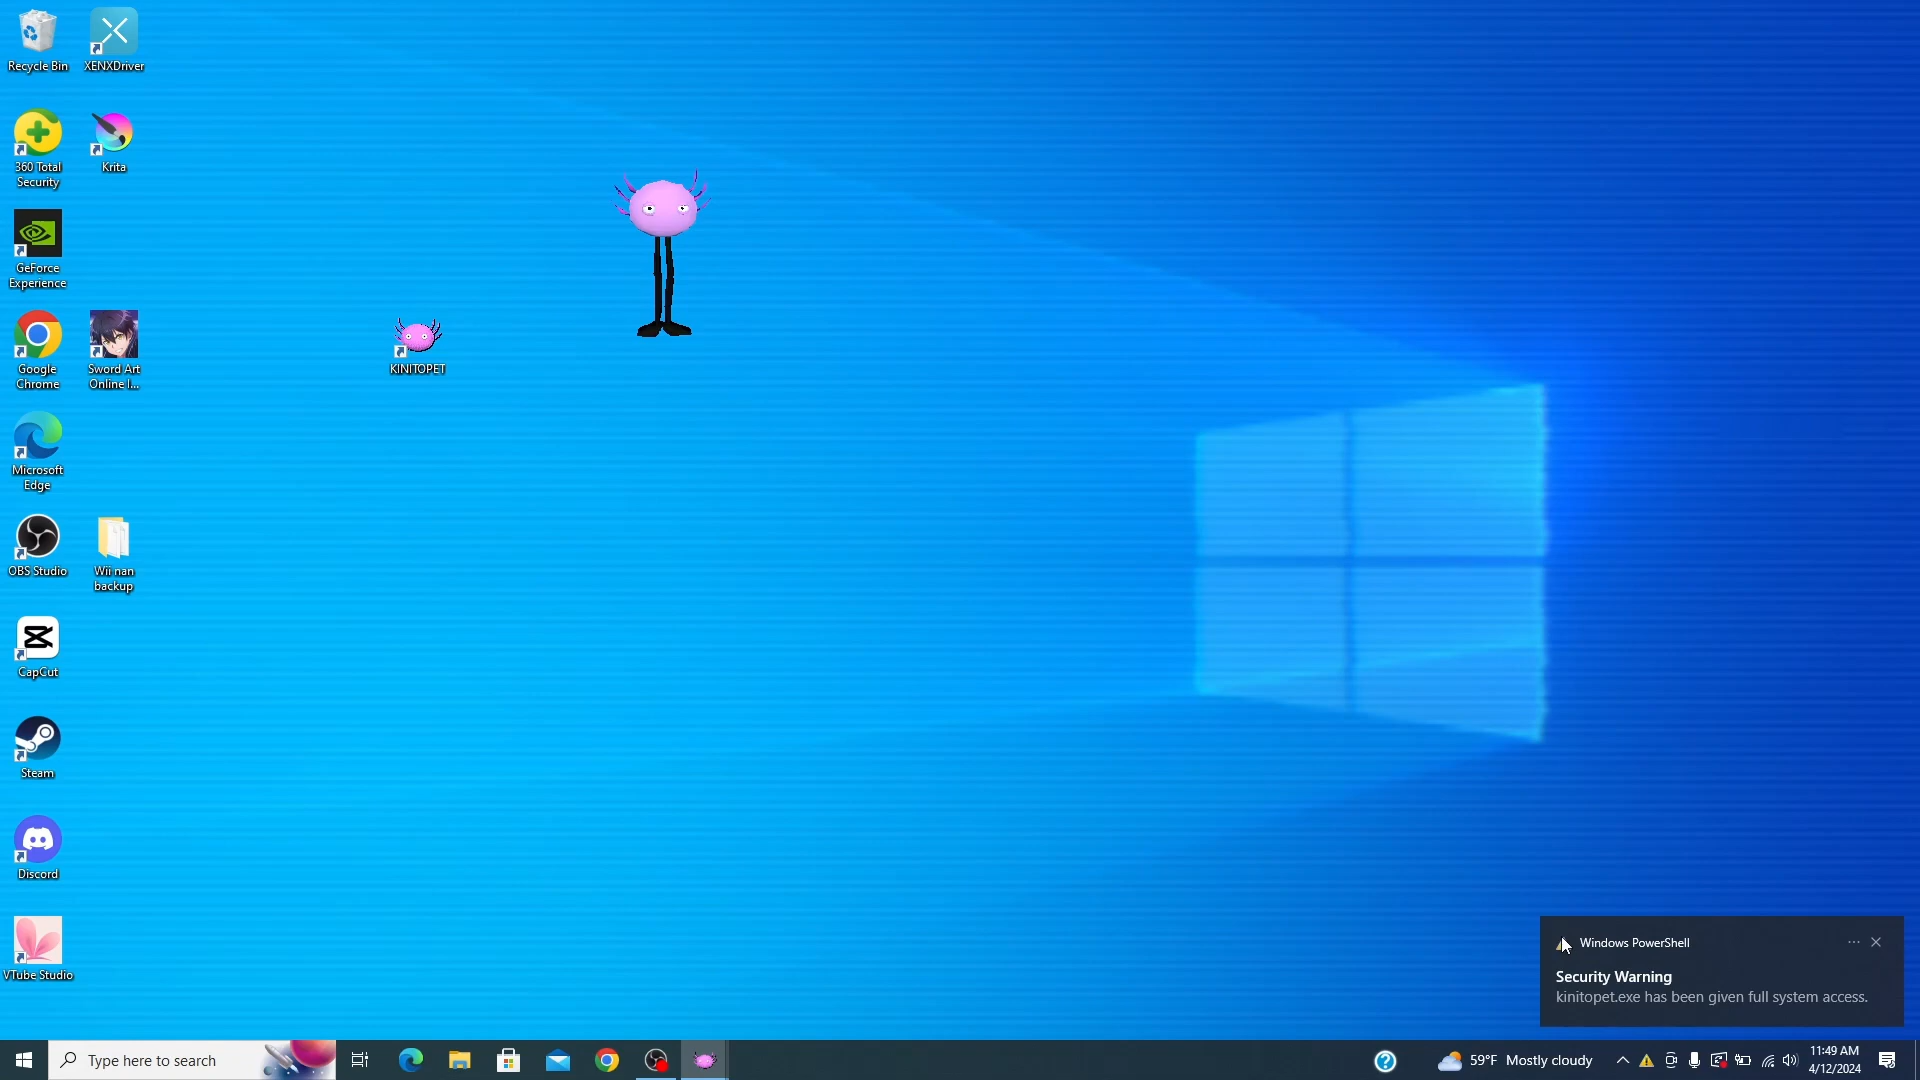 Recycle Bin
XENXDriver
360 Total
Security
Krita
GeForce
Experience
Google
Chrome
Sword Art
Online I...
KINITOPET
Microsoft
Edge
OBS Studio
Wii nan
backup
CapCut
Steam
Discord
VTube Studio
Windows PowerShell
Security Warning
kinitopet.exe has been given full system access.
Type here to search
59°F Mostly cloudy
11:49 AM
4/12/2024